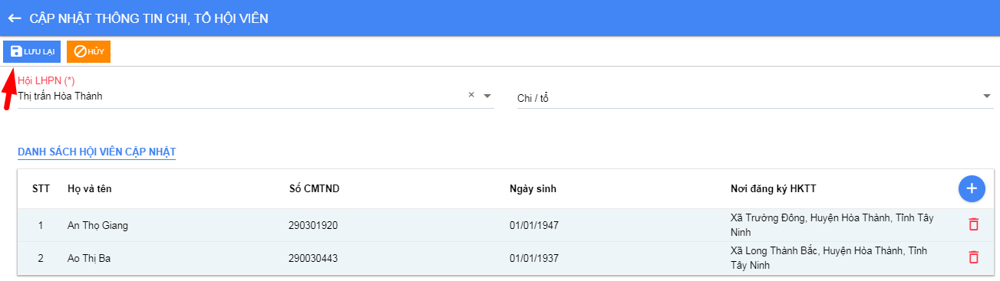 CẬP NHẬT THÔNG TIN CHI, TỔ HỘI VIÊN
LƯU LẠI HỦY
Hội LHPN (*)
Thị trấn Hòa Thành
Chi / tổ
DANH SÁCH HỘI VIÊN CẬP NHẬT
STT Họ và tên Số CMTND Ngày sinh Nơi đăng ký HKTT
1 An Thọ Giang 290301920 01/01/1947 Xã Trường Đông, Huyện Hòa Thành, Tỉnh Tây
Ninh
2 Ao Thị Ba 290030443 01/01/1937 Xã Long Thành Bắc, Huyện Hòa Thành, Tỉnh
Tây Ninh